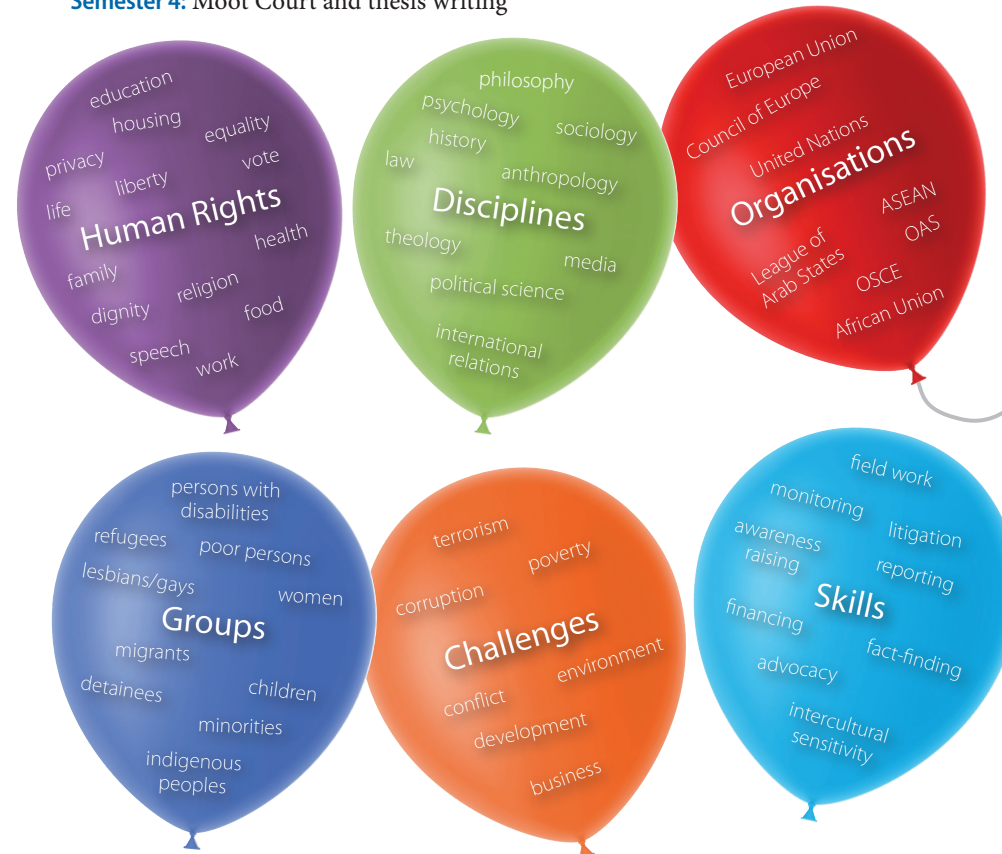 Semester 4: Moot Court and thesis writing
education
housing
equality
privacy
vote
liberty
life
Human Rights
health
family
religion
dignity
food
speech
work
philosophy
psychology
sociology
history
law
anthropology
Disciplines
theology
media
political science
international
relations
European Union
Council of Europe
United Nations
Organisations
ASEAN
OAS
League of
Arab States
OSCE
African Union
persons with
disabilities
refugees
poor persons
lesbians/gays
women
Groups
migrants
detainees
children
minorities
indigenous
peoples
terrorism
poverty
corruption
Challenges
environment
conflict
development
business
field work
monitoring
litigation
awareness
raising
reporting
Skills
financing
fact-finding
advocacy
intercultural
sensitivity